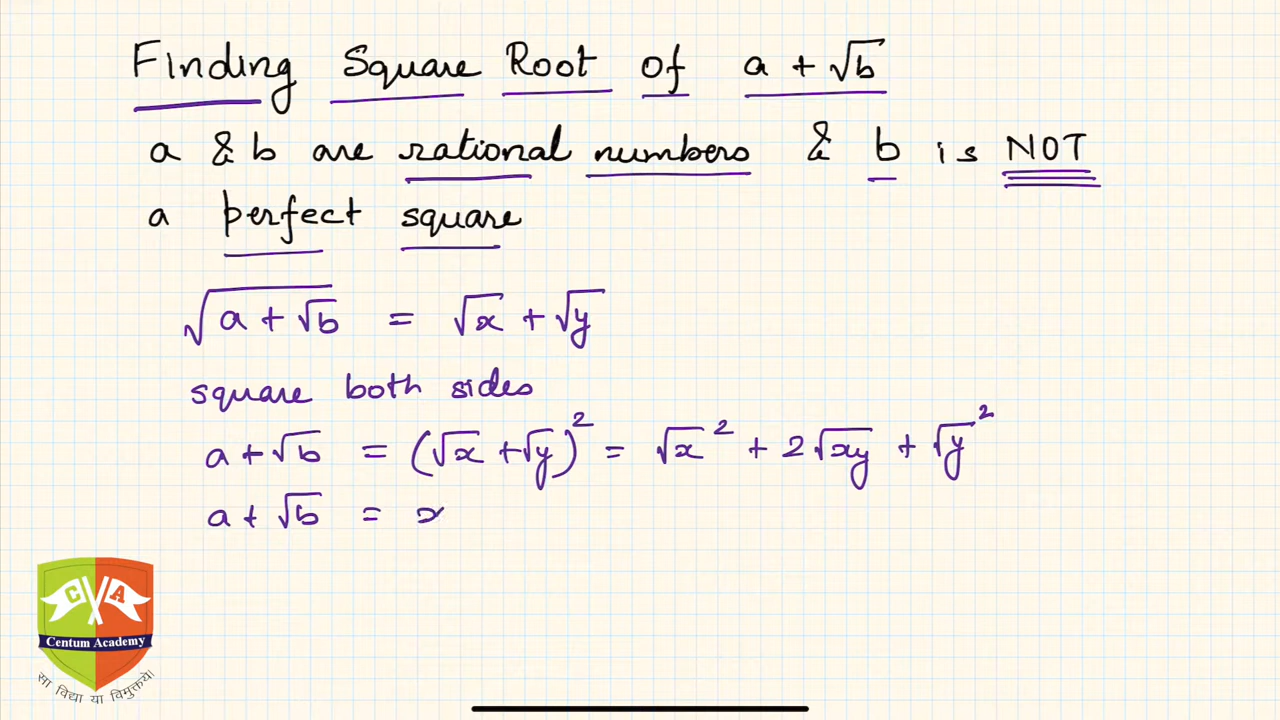 Finding Square Root of a + √b
a & b are rational numbers & b is NOT
a perfect square
√(a + √b) = √x + √y
square both sides
a + √b = (√x + √y)² = √x² + 2√xy + √y²
a + √b = x
C A
Centum Academy
सा विद्या या विमुक्तये।